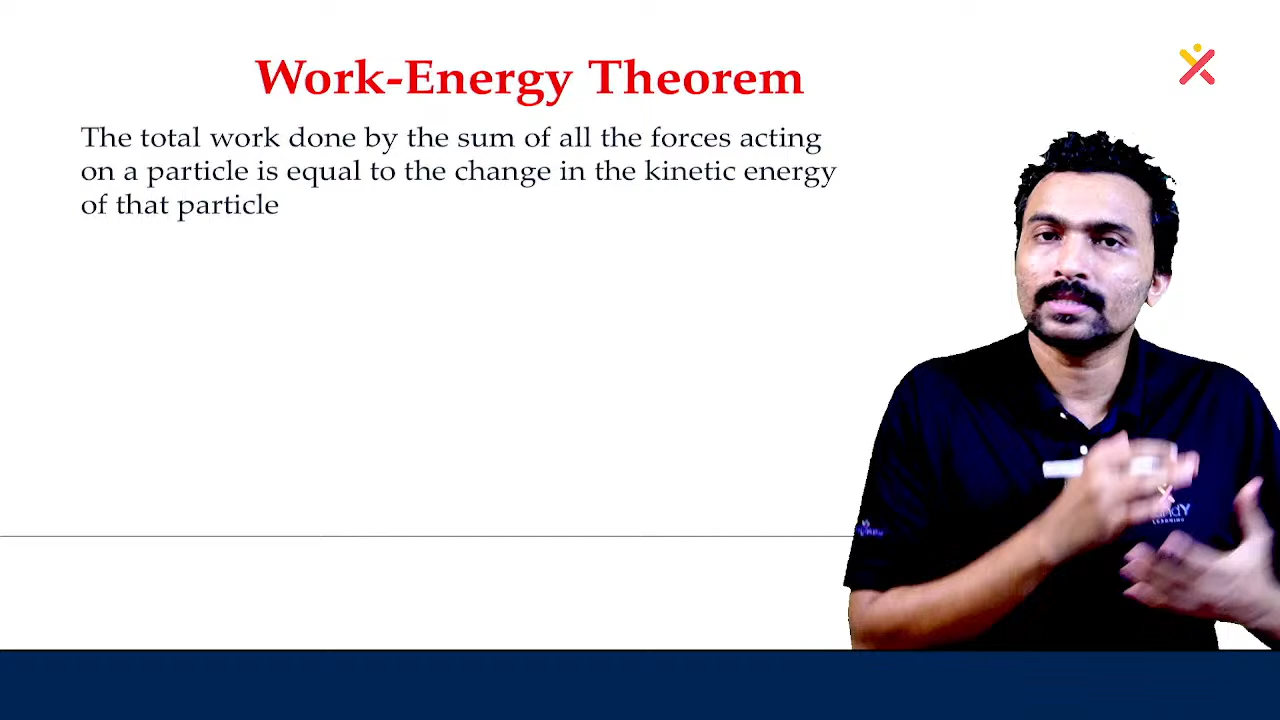 Work-Energy Theorem
The total work done by the sum of all the forces acting
on a particle is equal to the change in the kinetic energy
of that particle
LEARNING